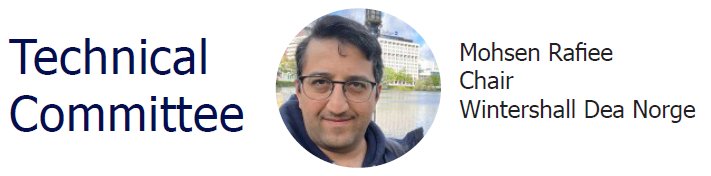 Technical
Committee
Mohsen Rafiee
Chair
Wintershall Dea Norge